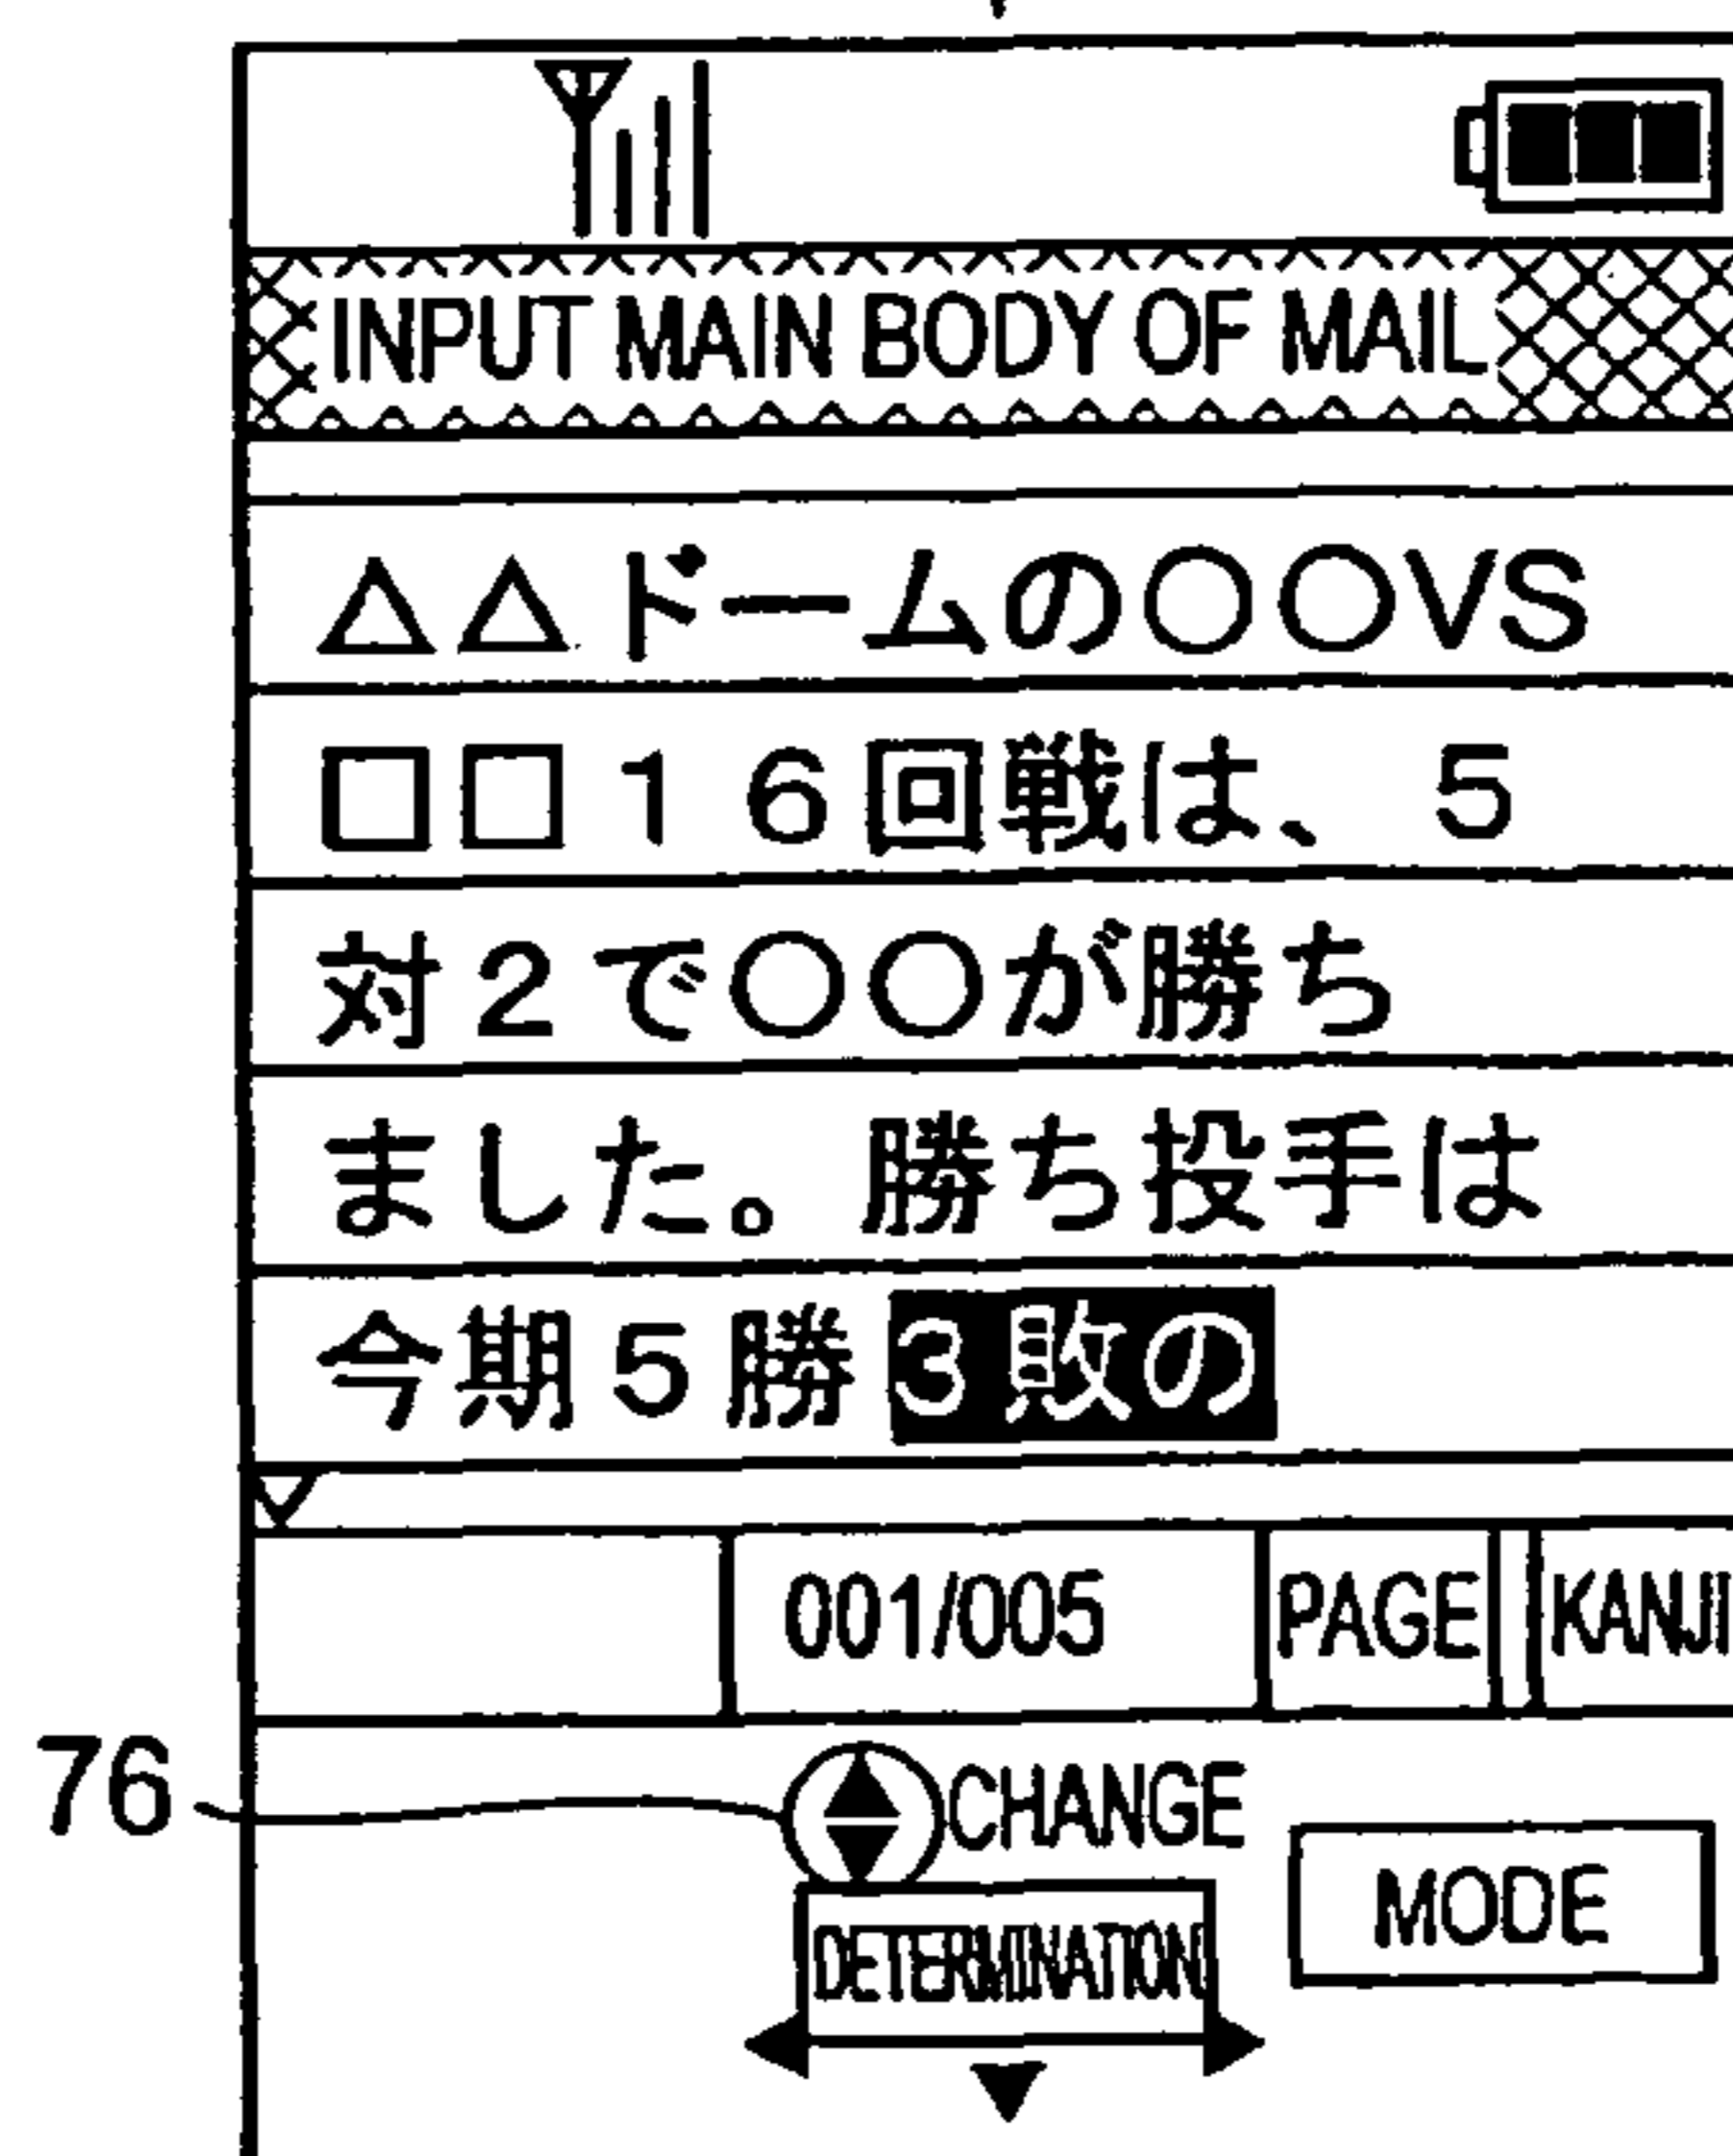 INPUT MAIN BODY OF MAIL
△△ドームの○○VS
□□16回戦は、5
対2で○○が勝ち
ました。勝ち投手は
今期5勝3敗の
001/005 PAGE KANJI
76
CHANGE
MODE
DETERMINATION